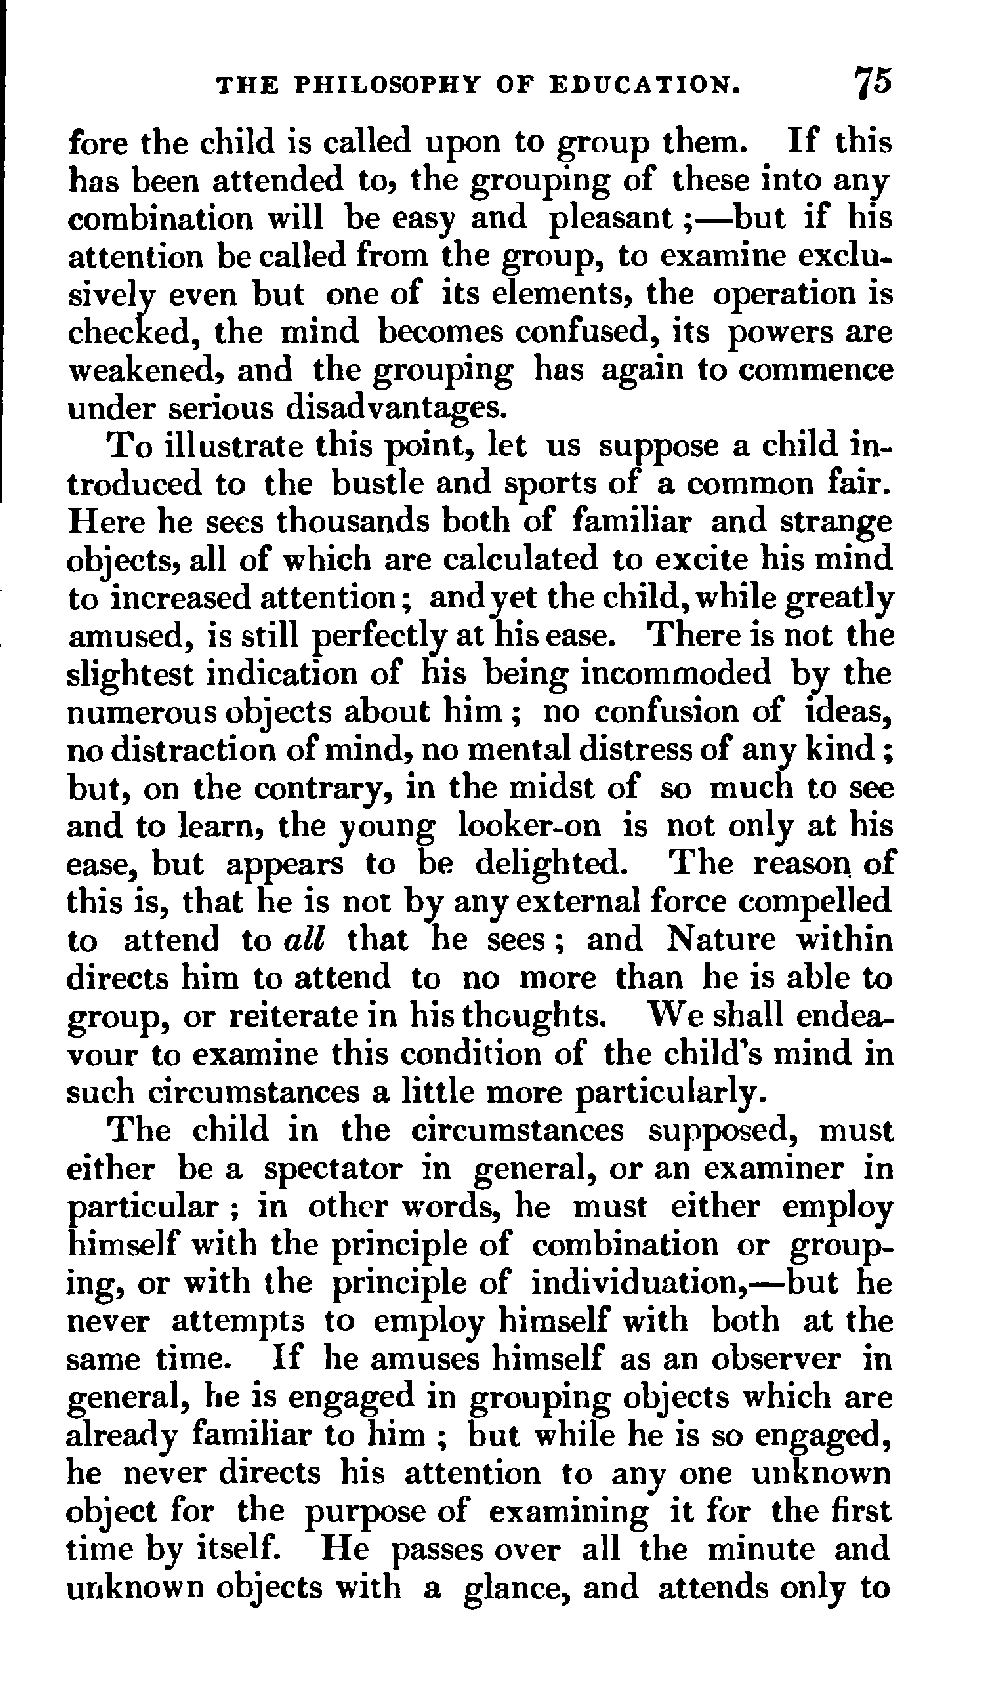 THE PHILOSOPHY OF EDUCATION. 75
fore the child is called upon to group them. If this
has been attended to, the grouping of these into any
combination will be easy and pleasant ;—but if his
attention be called from the group, to examine exclu-
sively even but one of its elements, the operation is
checked, the mind becomes confused, its powers are
weakened, and the grouping has again to commence
under serious disadvantages.
To illustrate this point, let us suppose a child in-
troduced to the bustle and sports of a common fair.
Here he sees thousands both of familiar and strange
objects, all of which are calculated to excite his mind
to increased attention; and yet the child, while greatly
amused, is still perfectly at his ease. There is not the
slightest indication of his being incommoded by the
numerous objects about him ; no confusion of ideas,
no distraction of mind, no mental distress of any kind ;
but, on the contrary, in the midst of so much to see
and to learn, the young looker-on is not only at his
ease, but appears to be delighted. The reason of
this is, that he is not by any external force compelled
to attend to all that he sees ; and Nature within
directs him to attend to no more than he is able to
group, or reiterate in his thoughts. We shall endea-
vour to examine this condition of the child's mind in
such circumstances a little more particularly.
The child in the circumstances supposed, must
either be a spectator in general, or an examiner in
particular ; in other words, he must either employ
himself with the principle of combination or group-
ing, or with the principle of individuation,—but he
never attempts to employ himself with both at the
same time. If he amuses himself as an observer in
general, he is engaged in grouping objects which are
already familiar to him ; but while he is so engaged,
he never directs his attention to any one unknown
object for the purpose of examining it for the first
time by itself. He passes over all the minute and
unknown objects with a glance, and attends only to